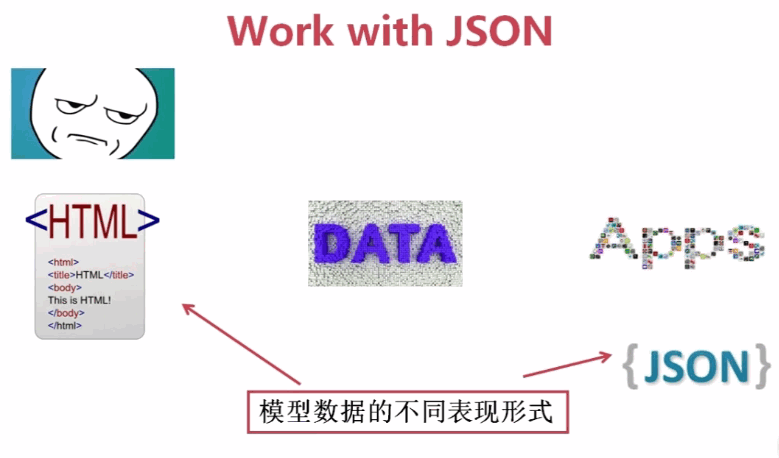 Work with JSON
<HTML>
<html>
<title>HTML</title>
<body>
This is HTML!
</body>
</html>
DATA
Apps
{JSON}
模型数据的不同表现形式